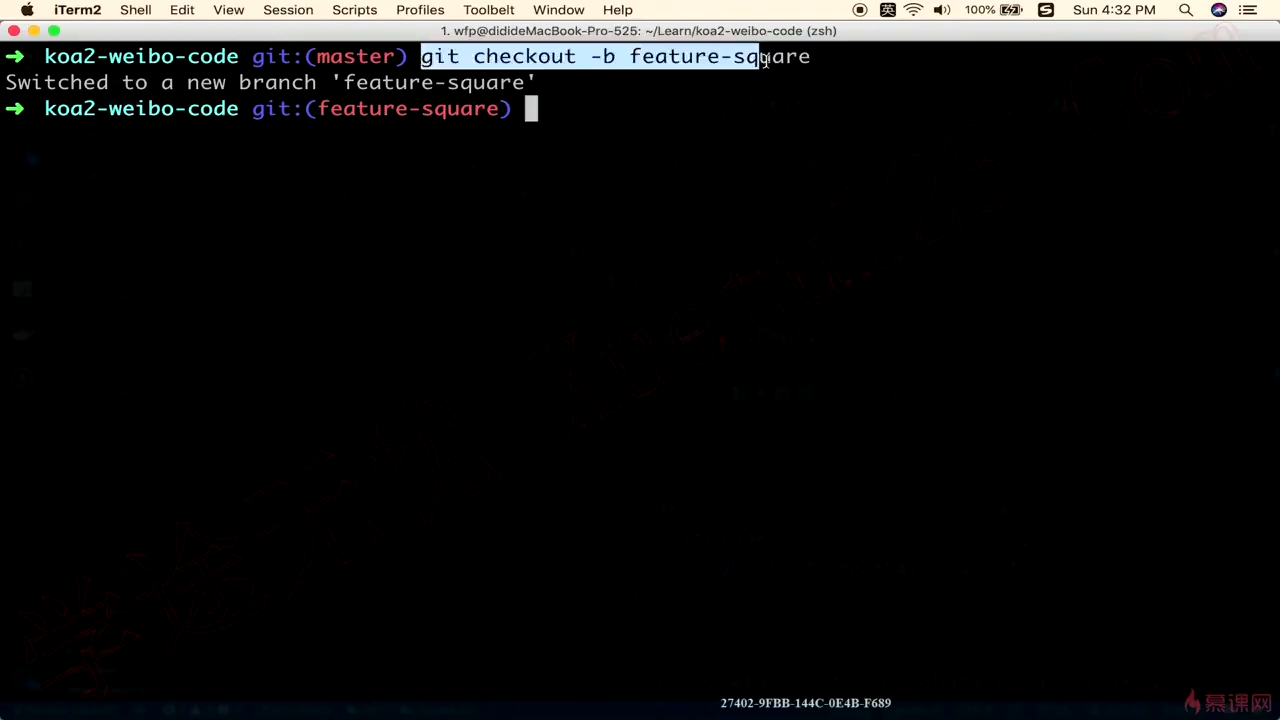 iTerm2 Shell Edit View Session Scripts Profiles Toolbelt Window Help 英 100% Sun 4:32 PM
1. wfp@didideMacBook-Pro-525: ~/Learn/koa2-weibo-code (zsh)
➜ koa2-weibo-code git:(master) git checkout -b feature-square
Switched to a new branch 'feature-square'
➜ koa2-weibo-code git:(feature-square)
27402-9FBB-144C-0E4B-F689
慕课网